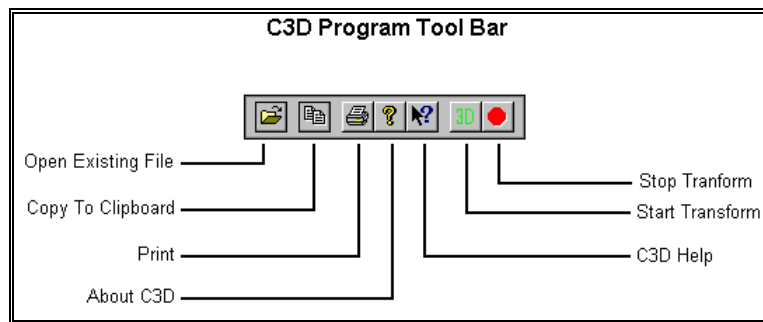 C3D Program Tool Bar
3D
Open Existing File
Copy To Clipboard
Print
About C3D
Stop Tranform
Start Transform
C3D Help